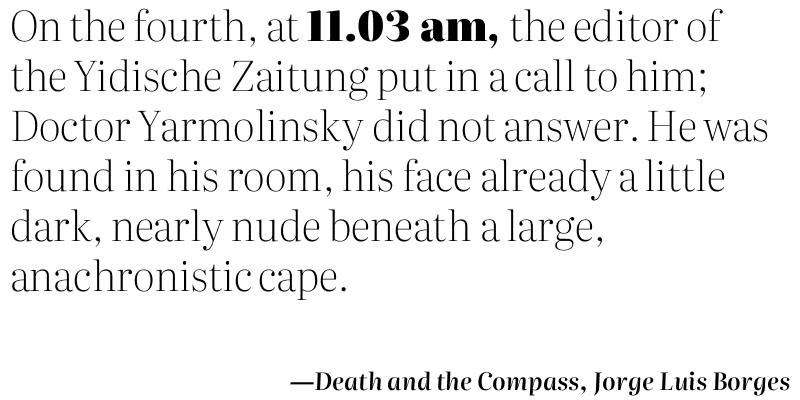 On the fourth, at 11.03 am, the editor of
the Yidische Zaitung put in a call to him;
Doctor Yarmolinsky did not answer. He was
found in his room, his face already a little
dark, nearly nude beneath a large,
anachronistic cape.
—Death and the Compass, Jorge Luis Borges